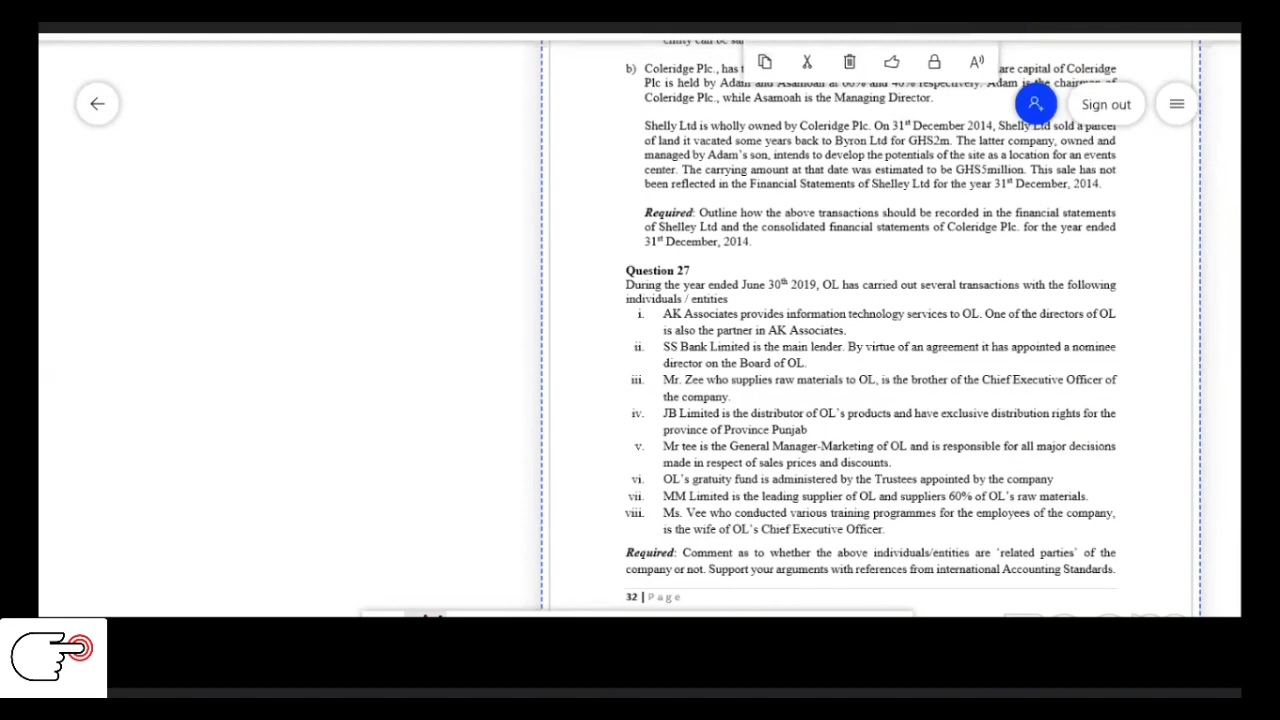 b) Coleridge Plc., has are capital of Coleridge
Plc is held by Adam and Asamoah at 60% and 40% respectively. Adam is the chairman of
Coleridge Plc., while Asamoah is the Managing Director.
Sign out
Shelly Ltd is wholly owned by Coleridge Plc. On 31st December 2014, Shelly Ltd sold a parcel
of land it vacated some years back to Byron Ltd for GHS2m. The latter company, owned and
managed by Adam's son, intends to develop the potentials of the site as a location for an events
center. The carrying amount at that date was estimated to be GHS5million. This sale has not
been reflected in the Financial Statements of Shelley Ltd for the year 31st December, 2014.
Required: Outline how the above transactions should be recorded in the financial statements
of Shelley Ltd and the consolidated financial statements of Coleridge Plc. for the year ended
31st December, 2014.
Question 27
During the year ended June 30th 2019, OL has carried out several transactions with the following
individuals / entities
i. AK Associates provides information technology services to OL. One of the directors of OL
is also the partner in AK Associates.
ii. SS Bank Limited is the main lender. By virtue of an agreement it has appointed a nominee
director on the Board of OL.
iii. Mr. Zee who supplies raw materials to OL, is the brother of the Chief Executive Officer of
the company.
iv. JB Limited is the distributor of OL's products and have exclusive distribution rights for the
province of Province Punjab
v. Mr tee is the General Manager-Marketing of OL and is responsible for all major decisions
made in respect of sales prices and discounts.
vi. OL's gratuity fund is administered by the Trustees appointed by the company
vii. MM Limited is the leading supplier of OL and suppliers 60% of OL's raw materials.
viii. Ms. Vee who conducted various training programmes for the employees of the company,
is the wife of OL's Chief Executive Officer.
Required: Comment as to whether the above individuals/entities are 'related parties' of the
company or not. Support your arguments with references from international Accounting Standards.
32 | Page